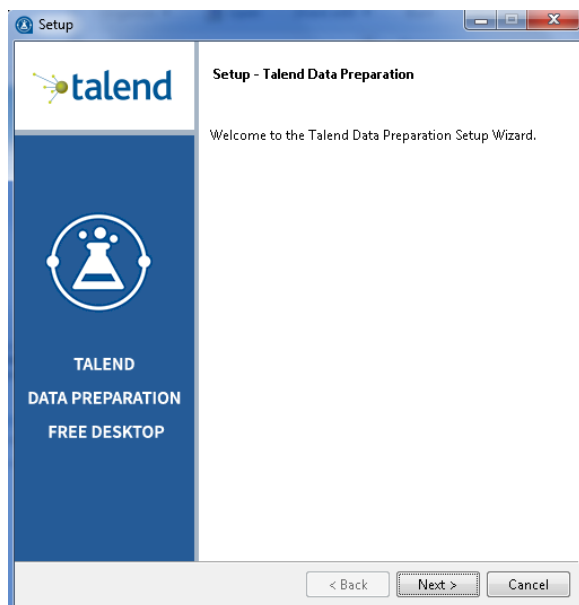 Setup
talend
Setup - Talend Data Preparation
Welcome to the Talend Data Preparation Setup Wizard.
TALEND
DATA PREPARATION
FREE DESKTOP
< Back
Next >
Cancel